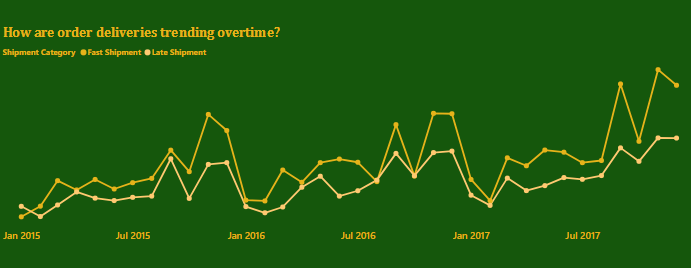 How are order deliveries trending overtime?
Shipment Category Fast Shipment Late Shipment
Jan 2015 Jul 2015 Jan 2016 Jul 2016 Jan 2017 Jul 2017